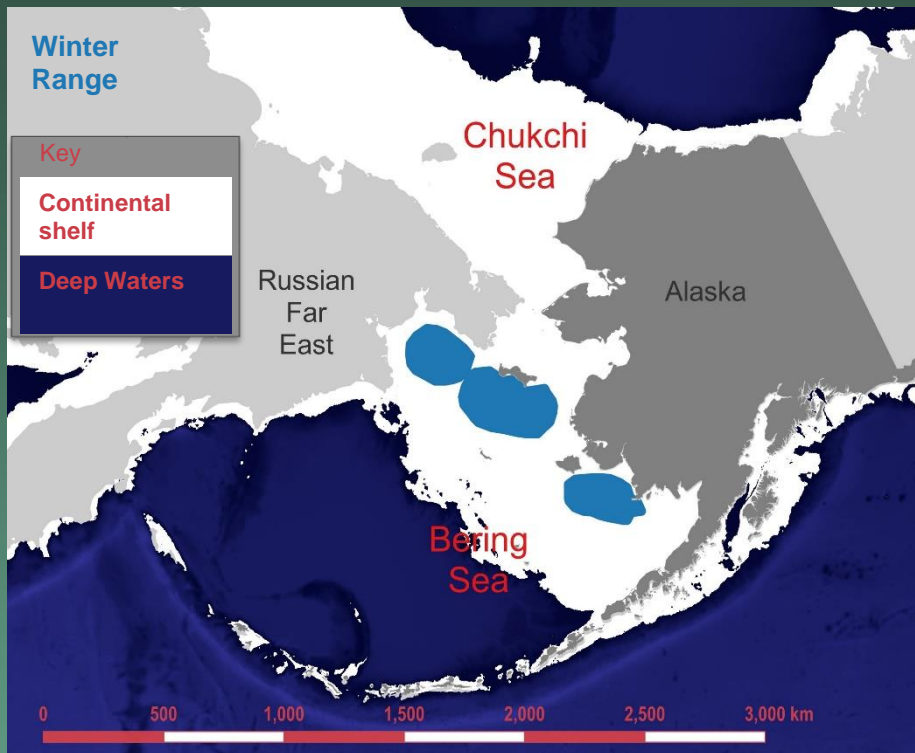 Winter
Range
Key
Continental
shelf
Deep Waters
Chukchi
Sea
Russian
Far
East
Alaska
Bering
Sea
0 500 1,000 1,500 2,000 2,500 3,000 km